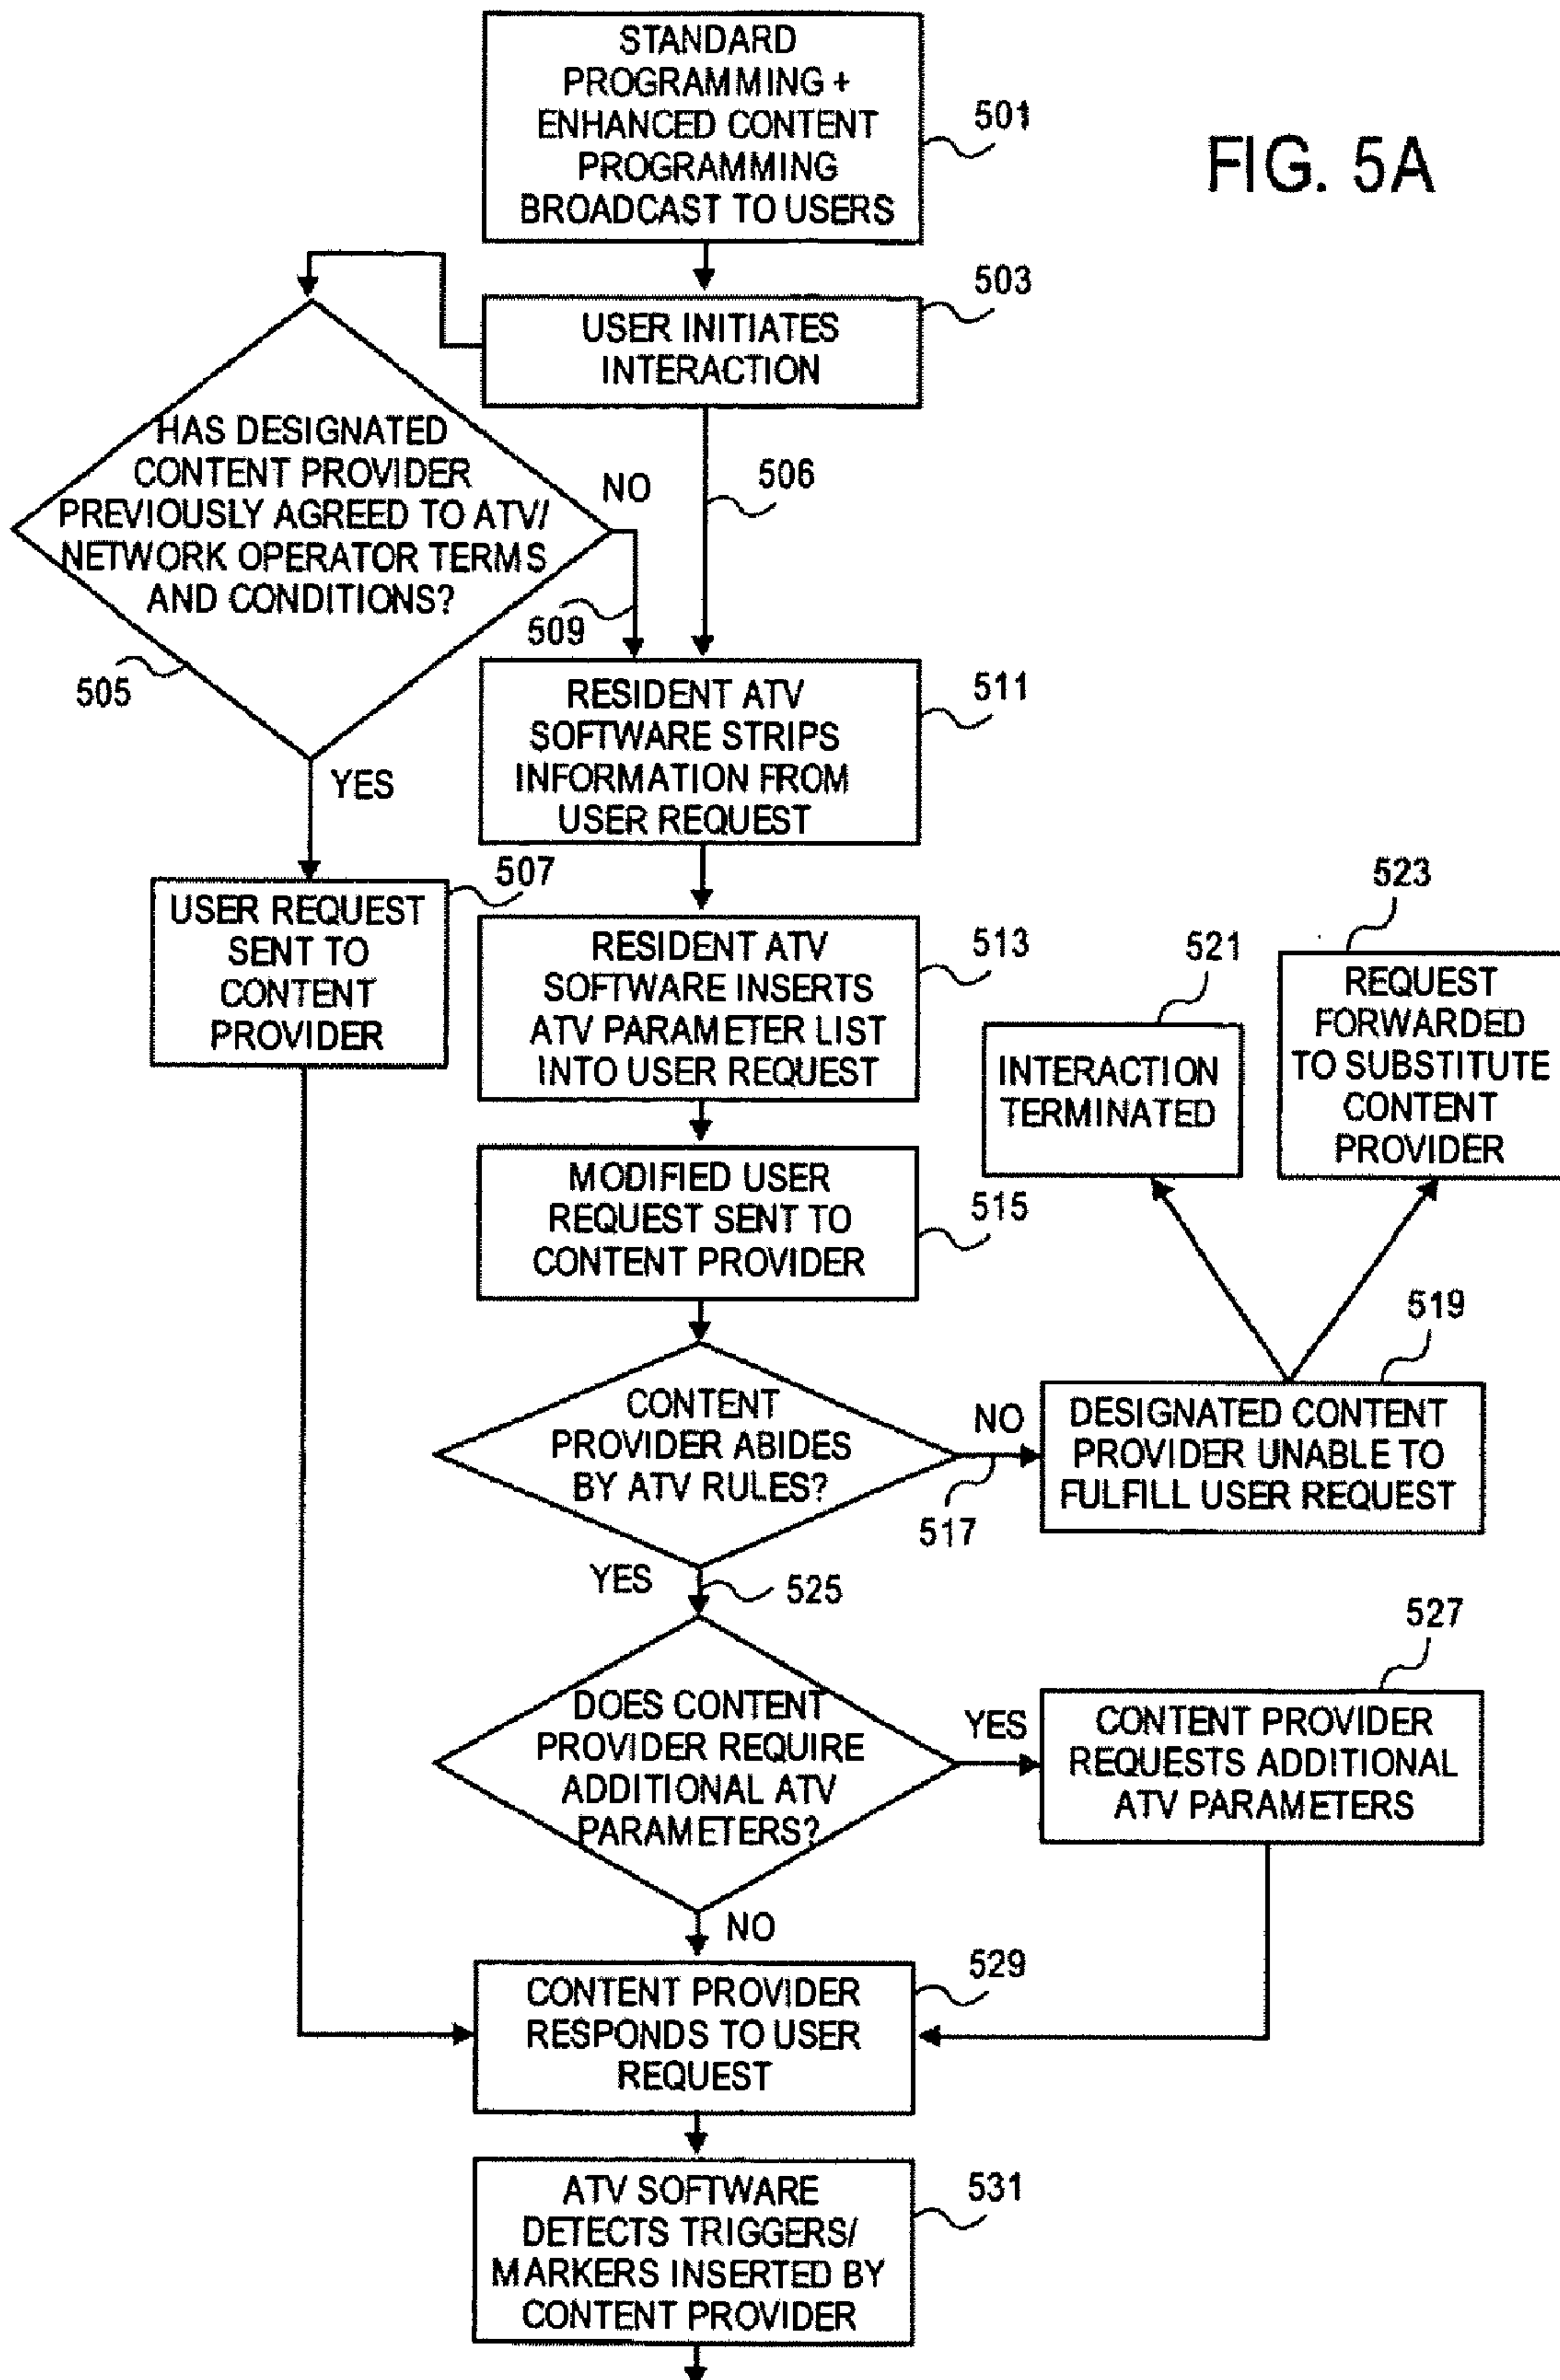 STANDARD
PROGRAMMING +
ENHANCED CONTENT
PROGRAMMING
BROADCAST TO USERS
501
FIG. 5A
503
USER INITIATES
INTERACTION
HAS DESIGNATED
CONTENT PROVIDER
PREVIOUSLY AGREED TO ATV/
NETWORK OPERATOR TERMS
AND CONDITIONS?
NO
506
509
505
YES
RESIDENT ATV
SOFTWARE STRIPS
INFORMATION FROM
USER REQUEST
511
507
USER REQUEST
SENT TO
CONTENT
PROVIDER
RESIDENT ATV
SOFTWARE INSERTS
ATV PARAMETER LIST
INTO USER REQUEST
513
521
INTERACTION
TERMINATED
523
REQUEST
FORWARDED
TO SUBSTITUTE
CONTENT
PROVIDER
MODIFIED USER
REQUEST SENT TO
CONTENT PROVIDER
515
519
CONTENT
PROVIDER ABIDES
BY ATV RULES?
NO
517
DESIGNATED CONTENT
PROVIDER UNABLE TO
FULFILL USER REQUEST
YES
525
527
DOES CONTENT
PROVIDER REQUIRE
ADDITIONAL ATV
PARAMETERS?
YES
CONTENT PROVIDER
REQUESTS ADDITIONAL
ATV PARAMETERS
NO
529
CONTENT PROVIDER
RESPONDS TO USER
REQUEST
531
ATV SOFTWARE
DETECTS TRIGGERS/
MARKERS INSERTED BY
CONTENT PROVIDER